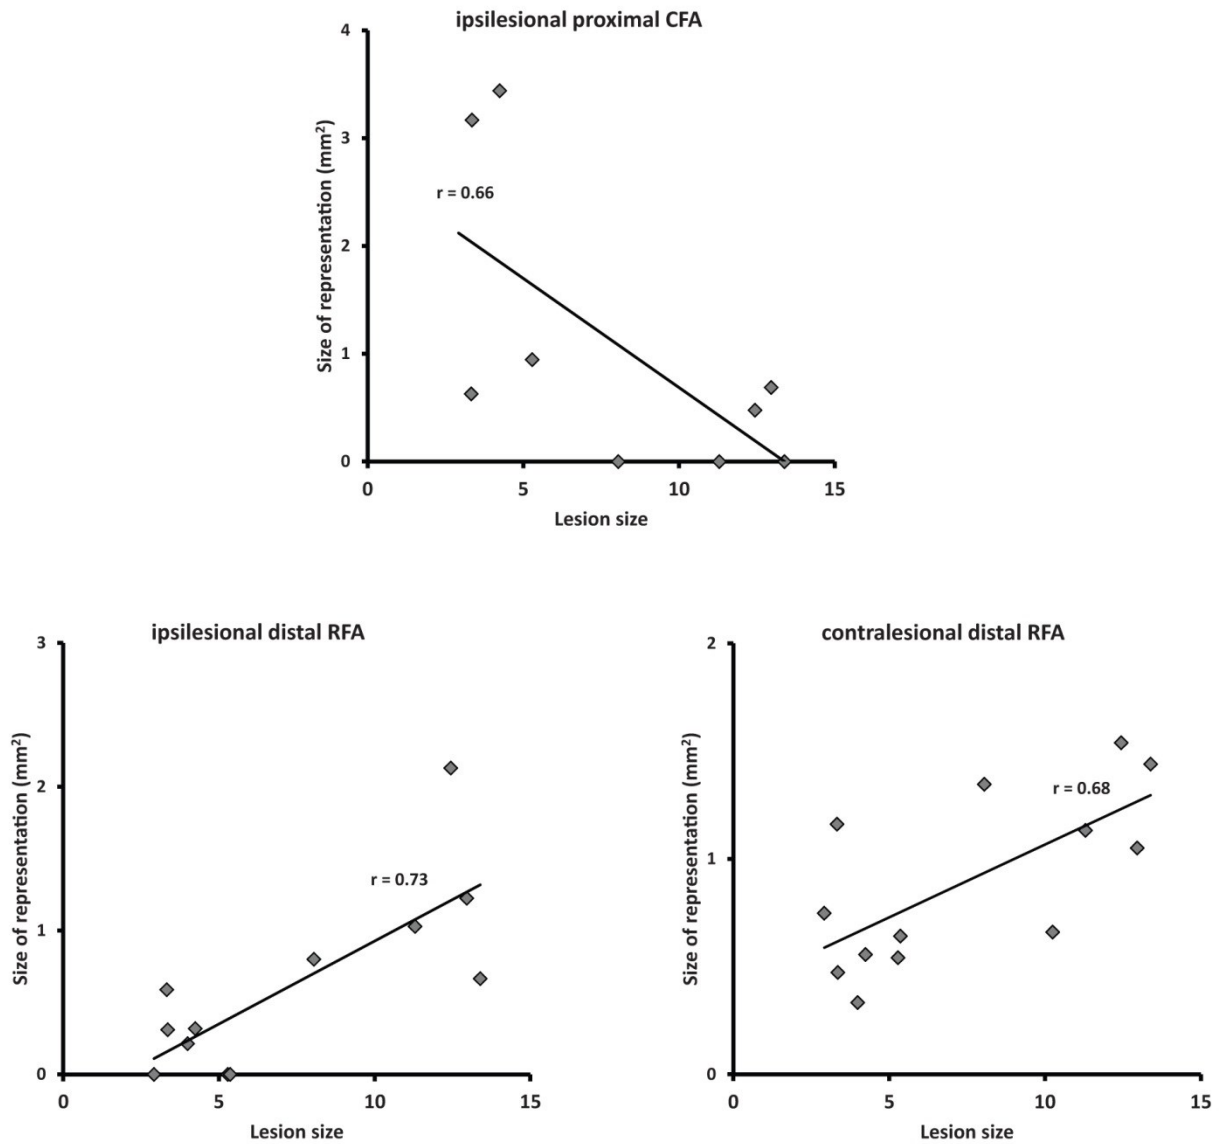 ipsilesional proximal CFA
Size of representation (mm²)
4
3
2
1
0
r = 0.66
0 5 10 15
Lesion size
ipsilesional distal RFA
Size of representation (mm²)
3
2
1
0
r = 0.73
0 5 10 15
Lesion size
contralesional distal RFA
Size of representation (mm²)
2
1
0
r = 0.68
0 5 10 15
Lesion size